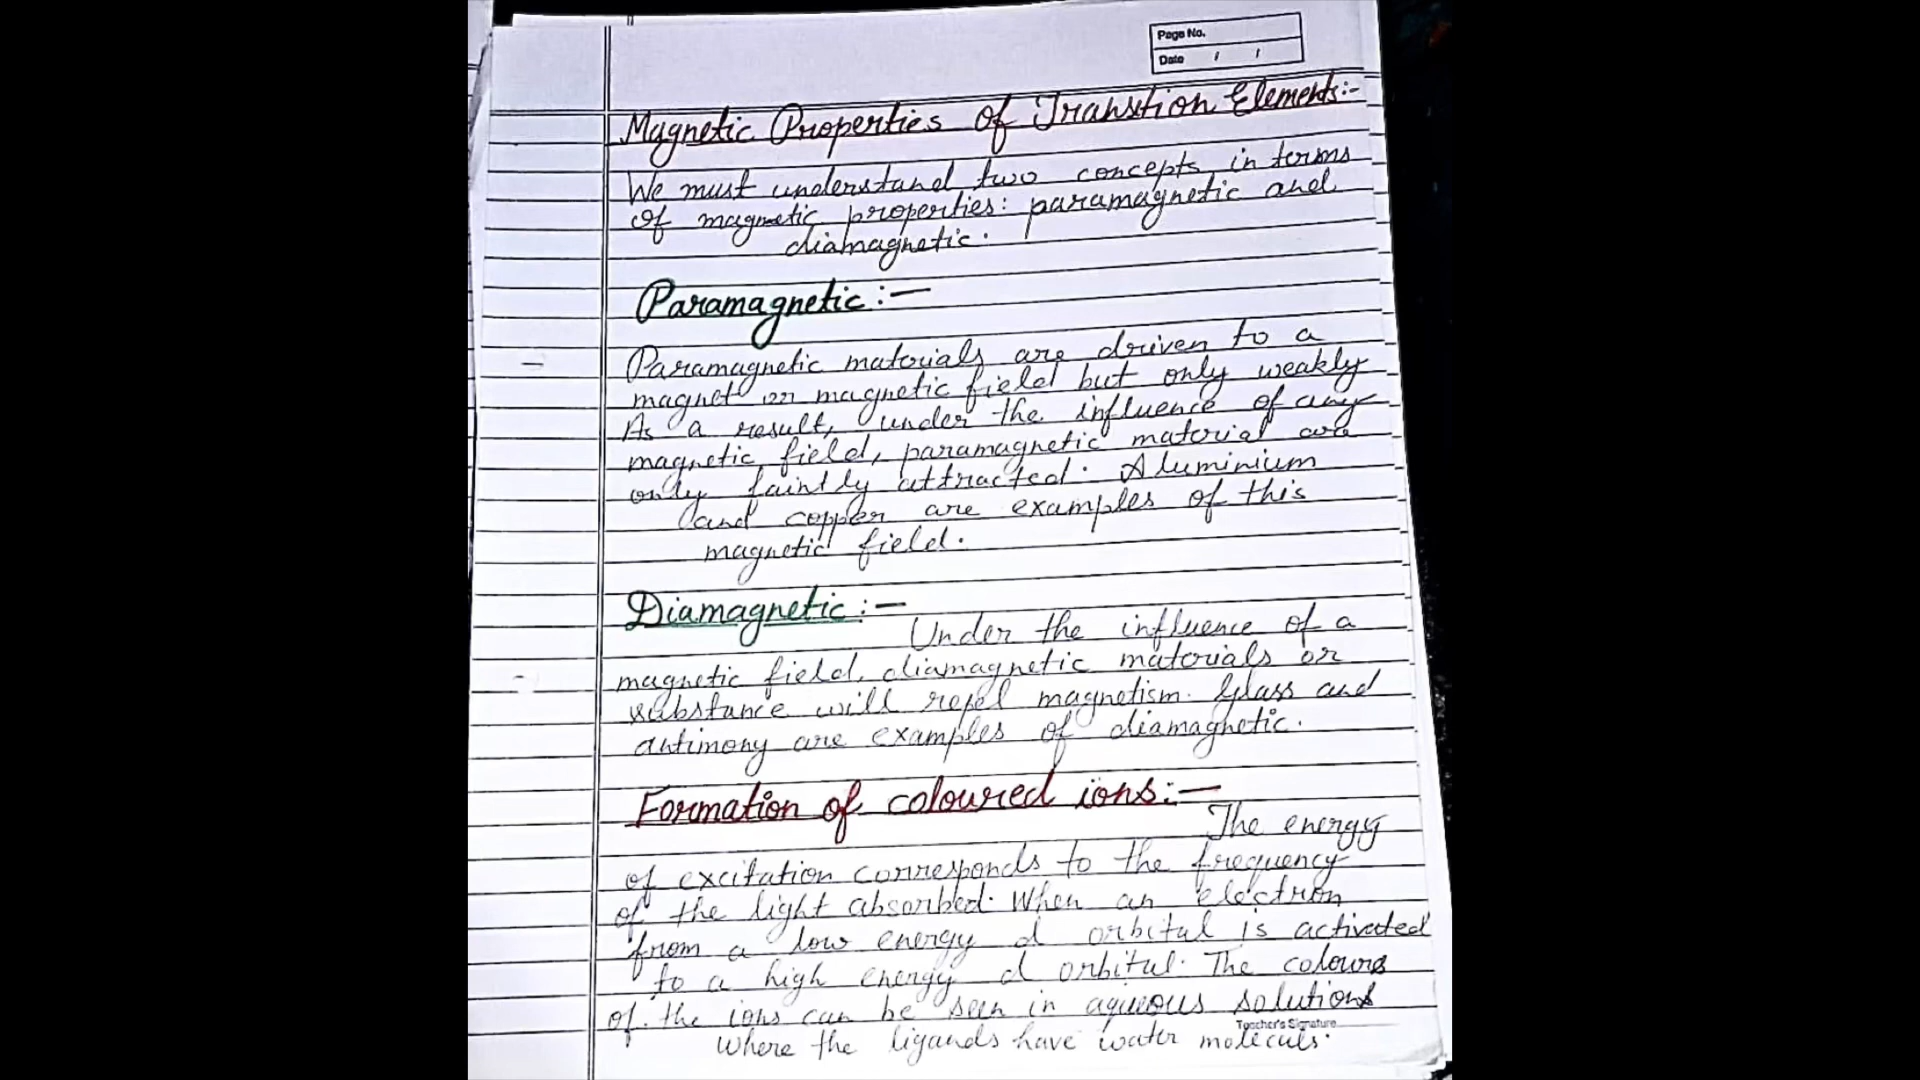 Page No.
Date / /
Magnetic Properties of Transtion Elements:-
We must understand two concepts in terms
of magnetic properties: paramagnetic and
diamagnetic.
Paramagnetic:-
Paramagnetic materials are driven to a
magnet or magnetic field but only weakly
As a result, under the influence of any
magnetic field, paramagnetic material are
only faintly attracted. Aluminium
and copper are examples of this
magnetic field.
Diamagnetic:-
Under the influence of a
magnetic field, diamagnetic materials or
substance will repel magnetism. Glass and
antimony are examples of diamagnetic.
Formation of coloured ions:-
The energy
of excitation corresponds to the frequency
of the light absorbed. When an electron
from a low energy d orbital is activated
to a high energy d orbital. The colours
of the ions can be seen in aqueous solutions
Teacher's Signature
where the ligands have water moleculs.